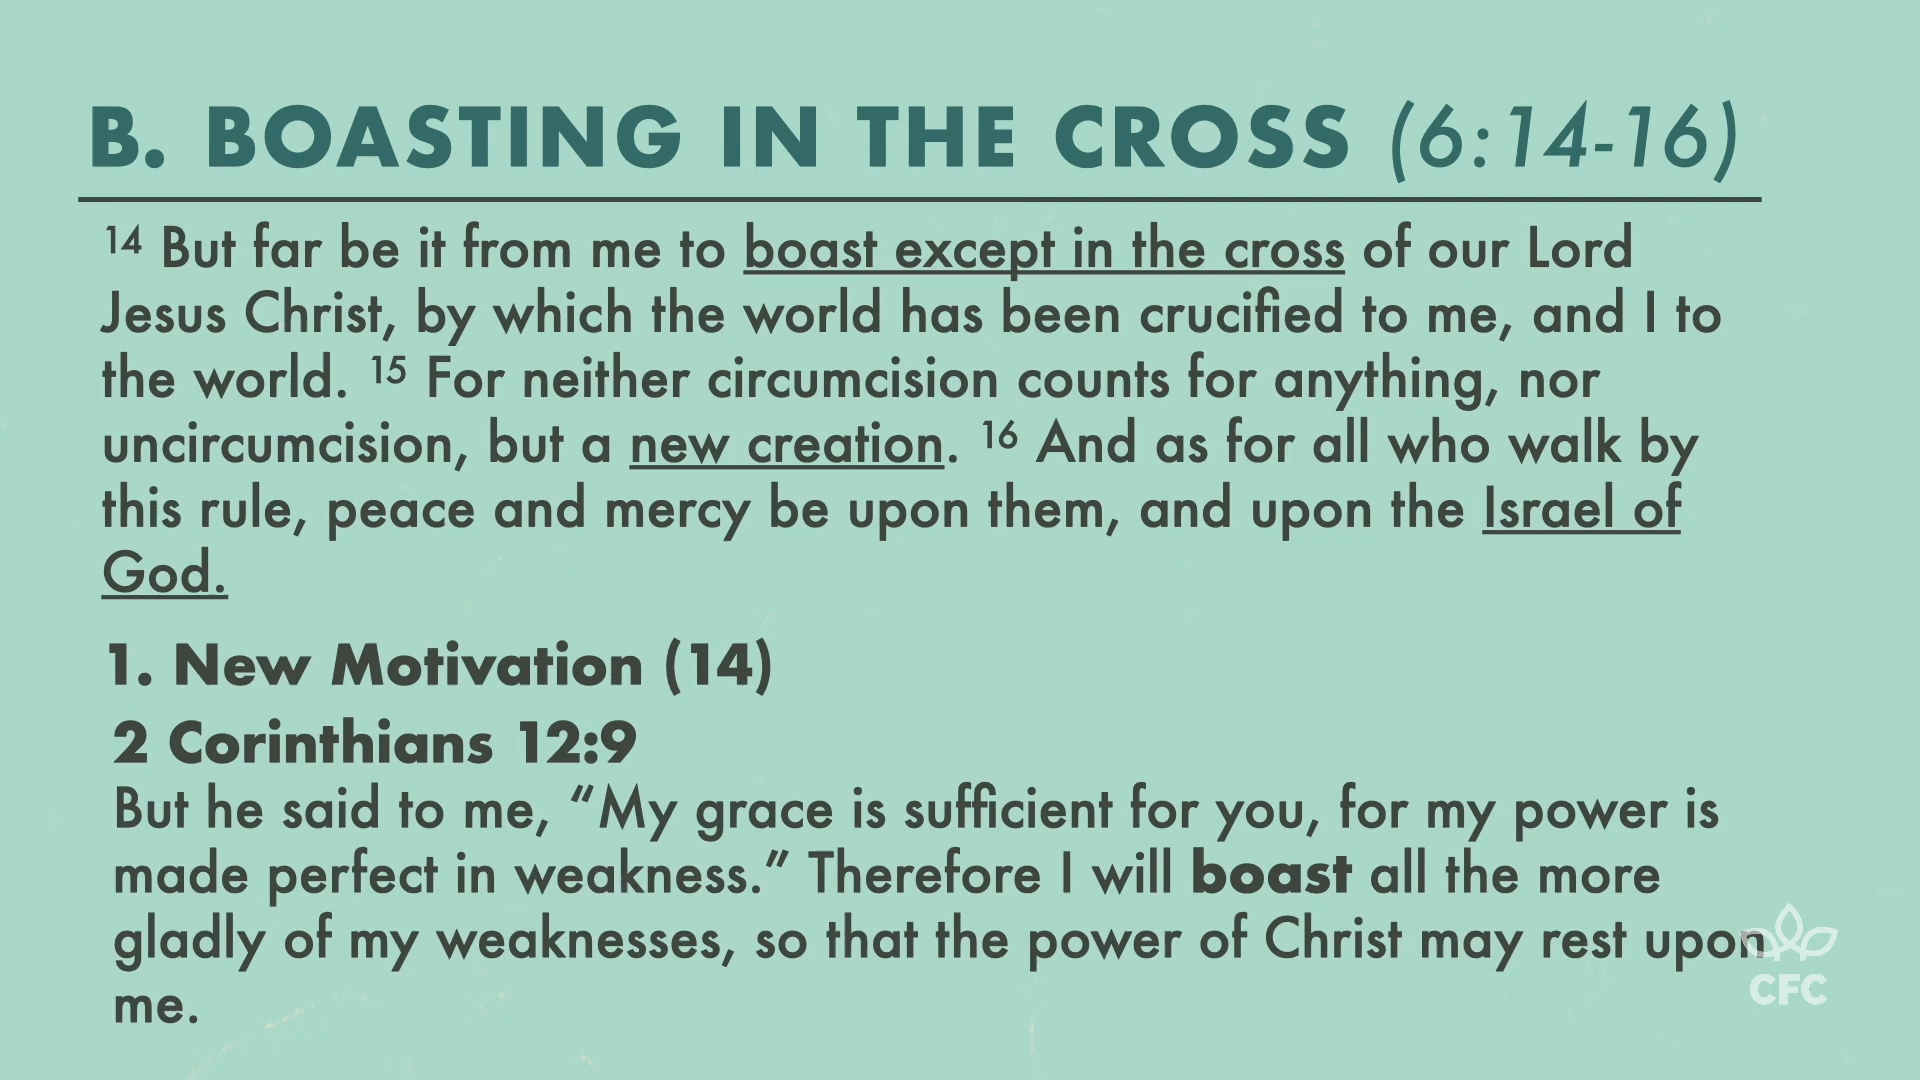 B. BOASTING IN THE CROSS (6:14-16)
14 But far be it from me to boast except in the cross of our Lord
Jesus Christ, by which the world has been crucified to me, and I to
the world. 15 For neither circumcision counts for anything, nor
uncircumcision, but a new creation. 16 And as for all who walk by
this rule, peace and mercy be upon them, and upon the Israel of
God.
1. New Motivation (14)
2 Corinthians 12:9
But he said to me, “My grace is sufficient for you, for my power is
made perfect in weakness.” Therefore I will boast all the more
gladly of my weaknesses, so that the power of Christ may rest upon
me.
CFC